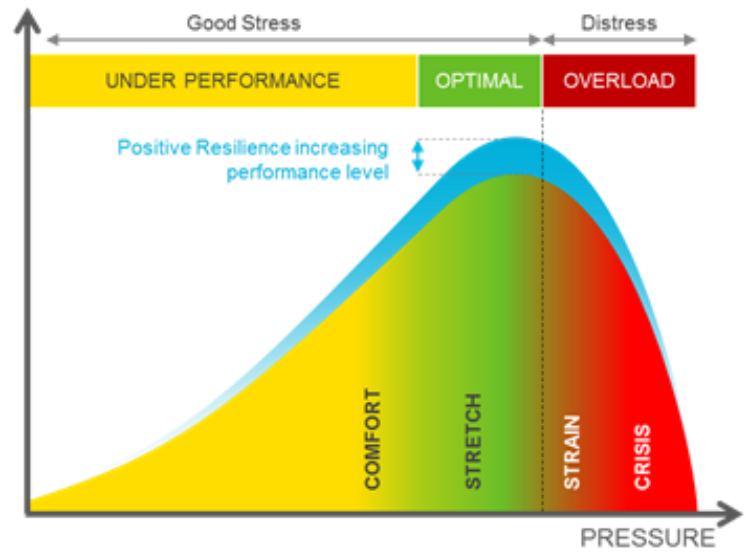 Good Stress
Distress
UNDER PERFORMANCE
OPTIMAL
OVERLOAD
Positive Resilience increasing
performance level
COMFORT
STRETCH
STRAIN
CRISIS
PRESSURE